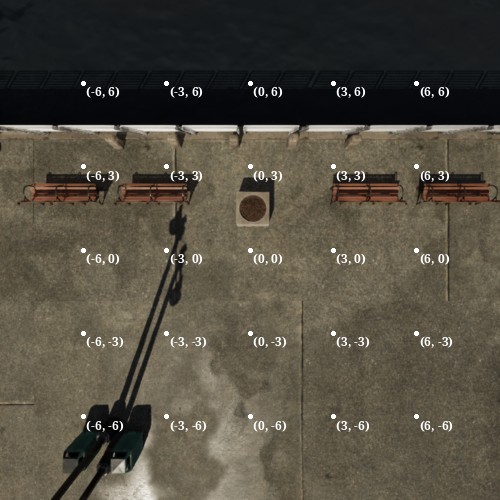 (-6, 6) (-3, 6) (0, 6) (3, 6) (6, 6)
(-6, 3) (-3, 3) (0, 3) (3, 3) (6, 3)
(-6, 0) (-3, 0) (0, 0) (3, 0) (6, 0)
(-6, -3) (-3, -3) (0, -3) (3, -3) (6, -3)
(-6, -6) (-3, -6) (0, -6) (3, -6) (6, -6)